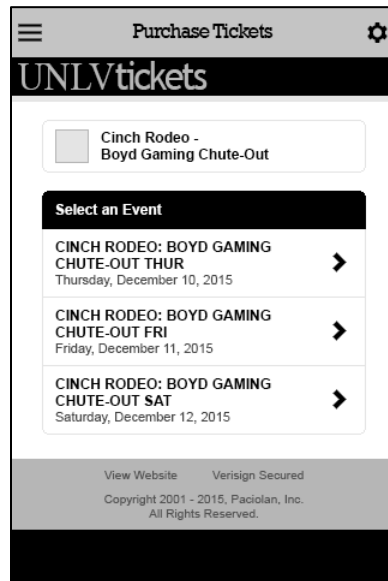 Purchase Tickets
UNLVtickets
Cinch Rodeo -
Boyd Gaming Chute-Out
Select an Event
CINCH RODEO: BOYD GAMING
CHUTE-OUT THUR
Thursday, December 10, 2015
CINCH RODEO: BOYD GAMING
CHUTE-OUT FRI
Friday, December 11, 2015
CINCH RODEO: BOYD GAMING
CHUTE-OUT SAT
Saturday, December 12, 2015
View Website Verisign Secured
Copyright 2001 - 2015, Paciolan, Inc.
All Rights Reserved.